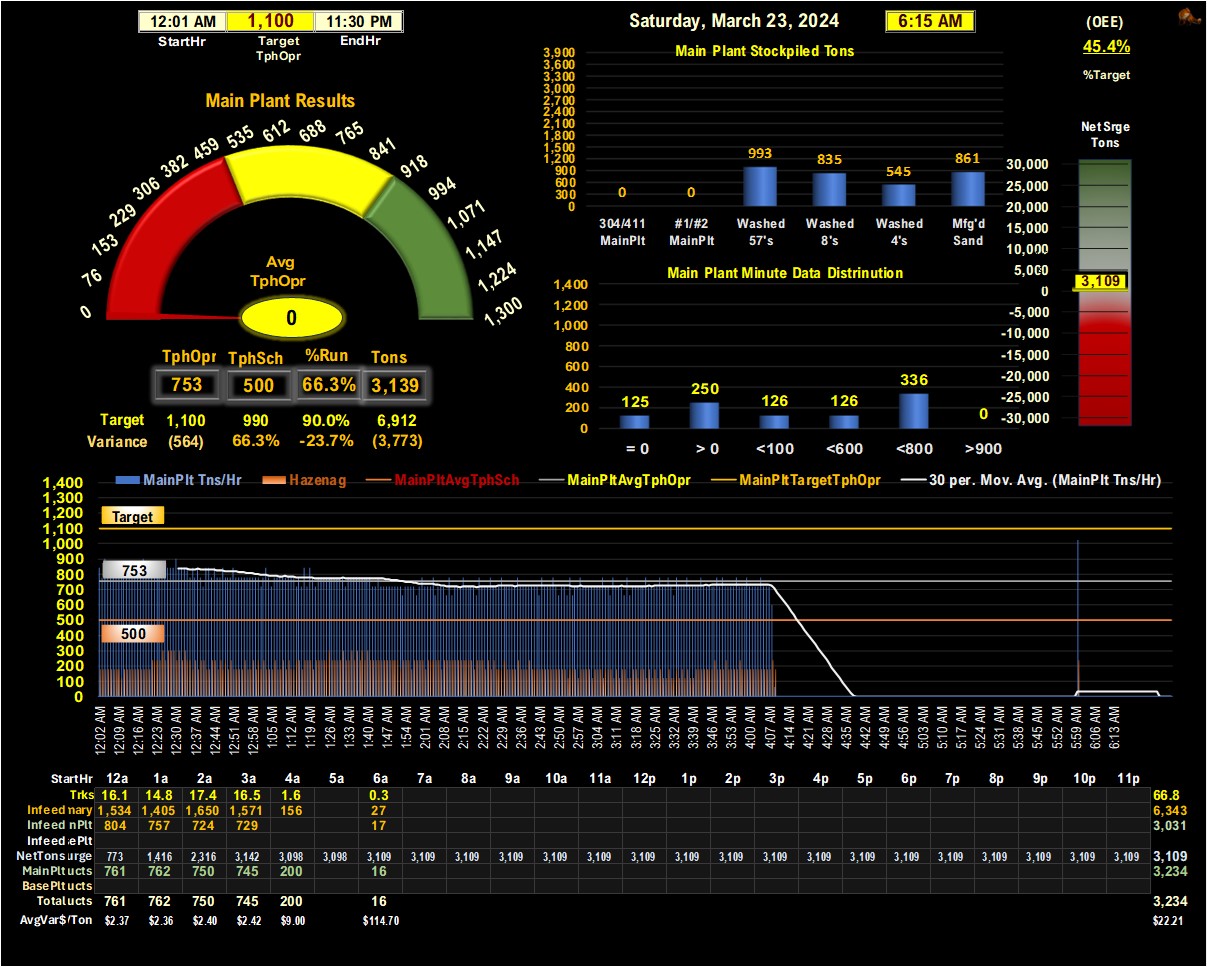 12:01 AM 1,100 11:30 PM
StartHr Target TphOpr EndHr
Saturday, March 23, 2024 6:15 AM
(OEE)
45.4%
%Target
Main Plant Results
0 76 153 229 306 382 459 535 612 688 765 841 918 994 1,071 1,147 1,224 1,300
Avg
TphOpr
0
TphOpr TphSch %Run Tons
753 500 66.3% 3,139
Target 1,100 990 90.0% 6,912
Variance (564) 66.3% -23.7% (3,773)
Main Plant Stockpiled Tons
3,900
3,600
3,300
3,000
2,700
2,400
2,100
1,800
1,500
1,200
900
600
300
0
0 0 993 835 545 861
304/411 #1/#2 Washed Washed Washed Mfg'd
MainPlt MainPlt 57's 8's 4's Sand
Main Plant Minute Data Distrinution
1,400
1,200
1,000
800
600
400
200
0
125 250 126 126 336 0
= 0 > 0 <100 <600 <800 >900
Net Srge
Tons
30,000
25,000
20,000
15,000
10,000
5,000
0
-5,000
-10,000
-15,000
-20,000
-25,000
-30,000
3,109
MainPlt Tns/Hr Hazenag MainPltAvgTphSch MainPltAvgTphOpr MainPltTargetTphOpr 30 per. Mov. Avg. (MainPlt Tns/Hr)
1,400
1,300
1,200
1,100
1,000
900
800
700
600
500
400
300
200
100
0
Target
753
500
12:02 AM 12:09 AM 12:16 AM 12:23 AM 12:30 AM 12:37 AM 12:44 AM 12:51 AM 12:58 AM 1:05 AM 1:12 AM 1:19 AM 1:26 AM 1:33 AM 1:40 AM 1:47 AM 1:54 AM 2:01 AM 2:08 AM 2:15 AM 2:22 AM 2:29 AM 2:36 AM 2:43 AM 2:50 AM 2:57 AM 3:04 AM 3:11 AM 3:18 AM 3:25 AM 3:32 AM 3:39 AM 3:46 AM 3:53 AM 4:00 AM 4:07 AM 4:14 AM 4:21 AM 4:28 AM 4:35 AM 4:42 AM 4:49 AM 4:56 AM 5:03 AM 5:10 AM 5:17 AM 5:24 AM 5:31 AM 5:38 AM 5:45 AM 5:52 AM 5:59 AM 6:06 AM 6:13 AM
StartHr 12a 1a 2a 3a 4a 5a 6a 7a 8a 9a 10a 11a 12p 1p 2p 3p 4p 5p 6p 7p 8p 9p 10p 11p
Trks 16.1 14.8 17.4 16.5 1.6 0.3 66.8
Infeed nary 1,534 1,405 1,650 1,571 156 27 6,343
Infeed nPlt 804 757 724 729 17 3,031
Infeed ePlt
NetTons urge 773 1,416 2,316 3,142 3,098 3,098 3,109 3,109 3,109 3,109 3,109 3,109 3,109 3,109 3,109 3,109 3,109 3,109 3,109 3,109 3,109 3,109 3,109 3,109 3,109
MainPlt ucts 761 762 750 745 200 16 3,234
BasePlt ucts
Total ucts 761 762 750 745 200 16 3,234
AvgVar$/Ton $2.37 $2.36 $2.40 $2.42 $9.00 $114.70 $22.21